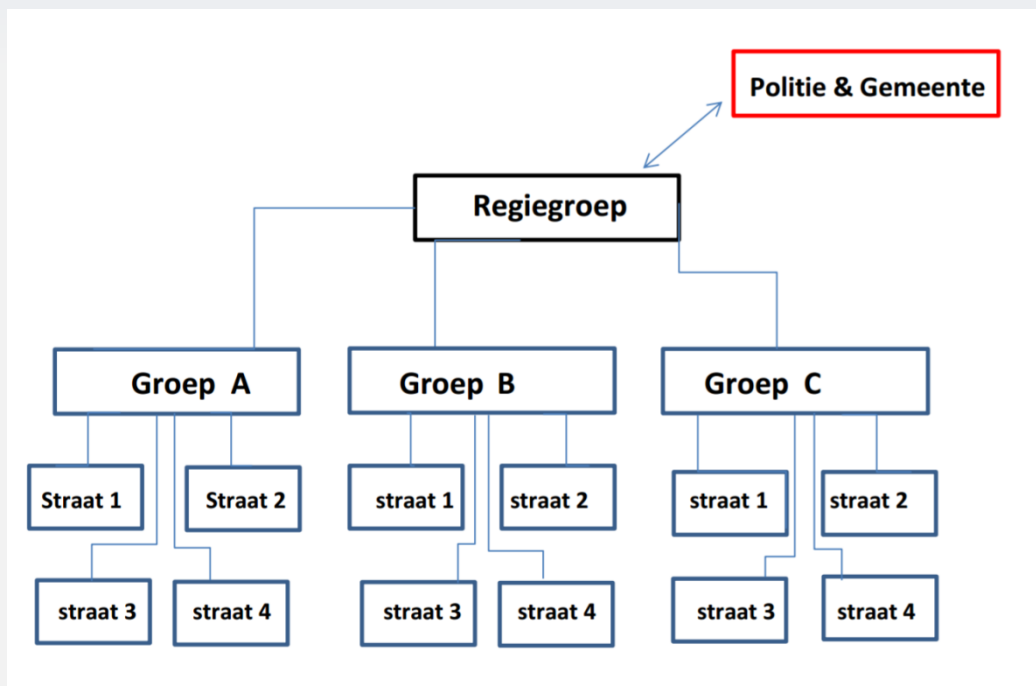 Politie & Gemeente
Regiegroep
Groep A
Groep B
Groep C
Straat 1
Straat 2
straat 1
straat 2
straat 1
straat 2
straat 3
straat 4
straat 3
straat 4
straat 3
straat 4